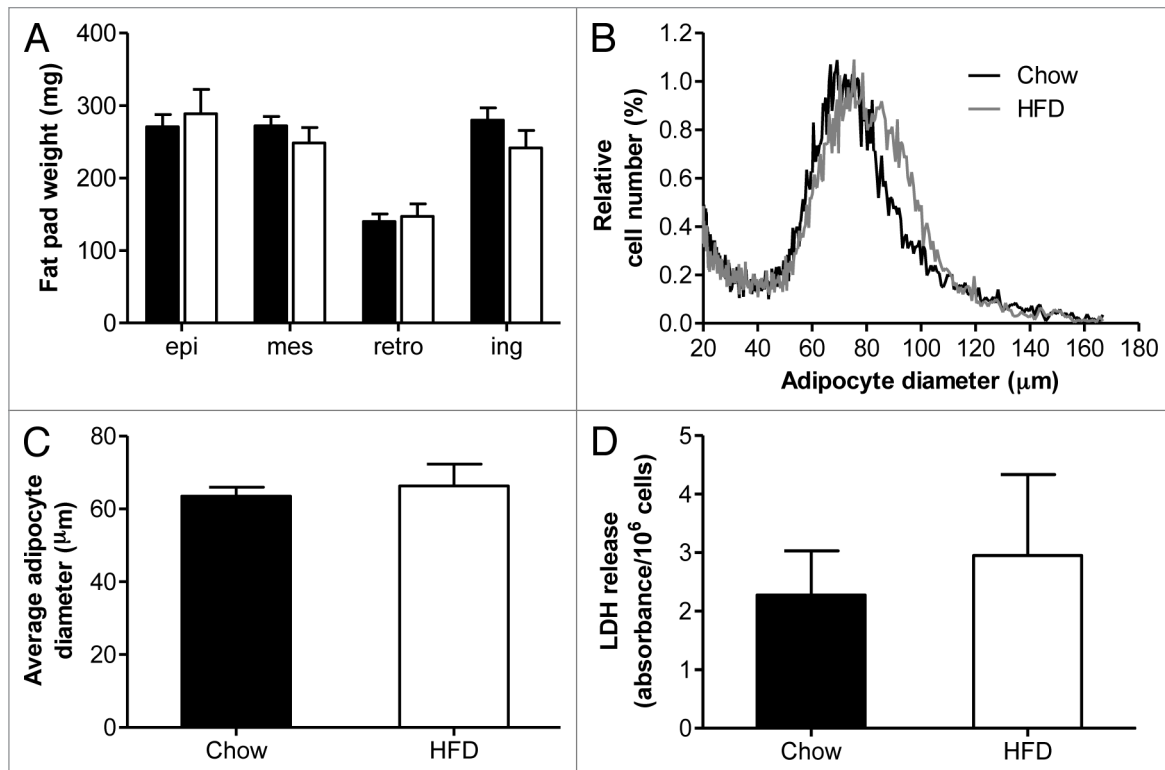 A
Fat pad weight (mg)
400
300
200
100
0
epi mes retro ing
B
Relative
cell number (%)
1.2
1.0
0.8
0.6
0.4
0.2
0.0
Chow
HFD
20 40 60 80 100 120 140 160 180
Adipocyte diameter (μm)
C
Average adipocyte
diameter (μm)
80
60
40
20
0
Chow HFD
D
LDH release
(absorbance/10⁶ cells)
5
4
3
2
1
0
Chow HFD